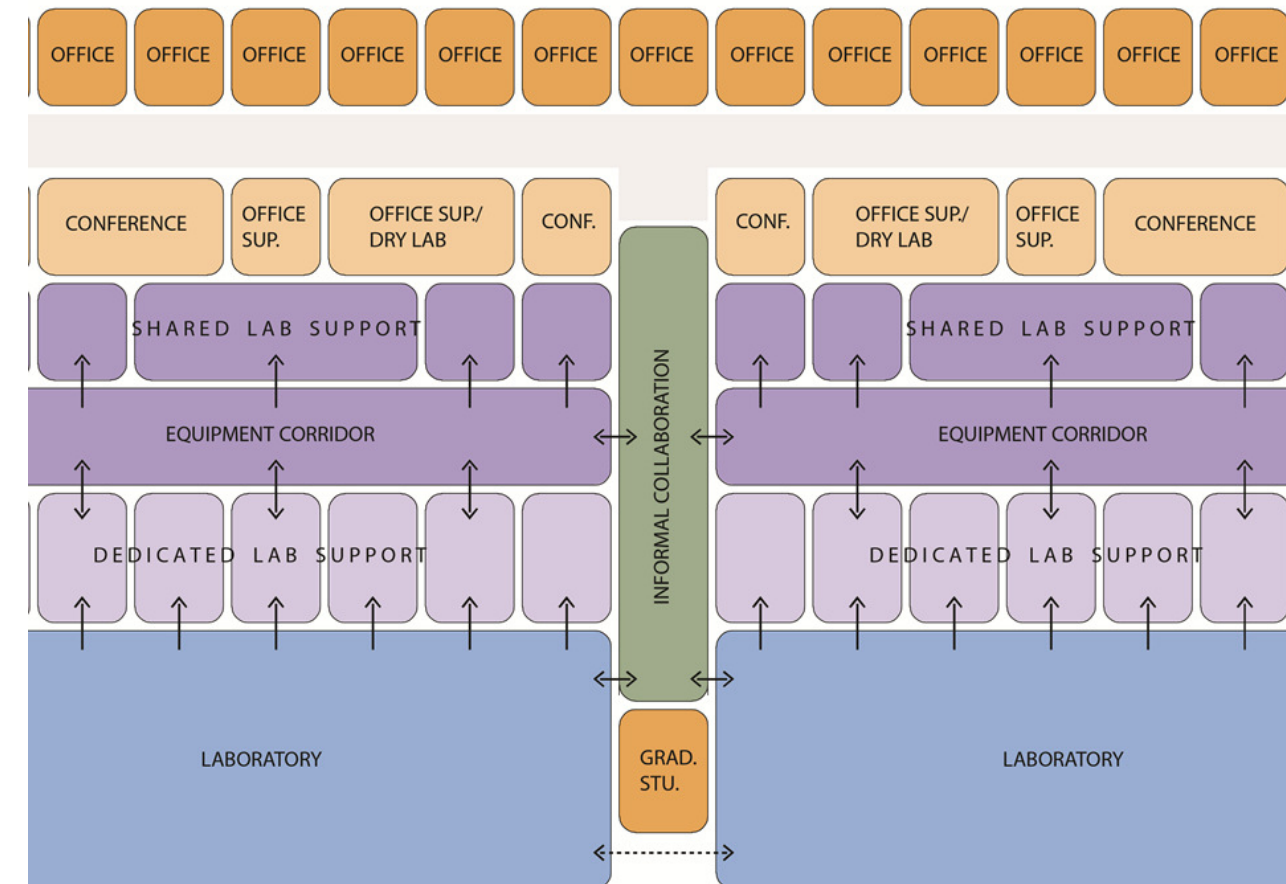 OFFICE OFFICE OFFICE OFFICE OFFICE OFFICE OFFICE OFFICE OFFICE OFFICE OFFICE OFFICE OFFICE
CONFERENCE
OFFICE
SUP.
OFFICE SUP./
DRY LAB
CONF.
CONF.
OFFICE SUP./
DRY LAB
OFFICE
SUP.
CONFERENCE
SHARED LAB SUPPORT
SHARED LAB SUPPORT
EQUIPMENT CORRIDOR
INFORMAL COLLABORATION
EQUIPMENT CORRIDOR
DEDICATED LAB SUPPORT
DEDICATED LAB SUPPORT
LABORATORY
GRAD.
STU.
LABORATORY